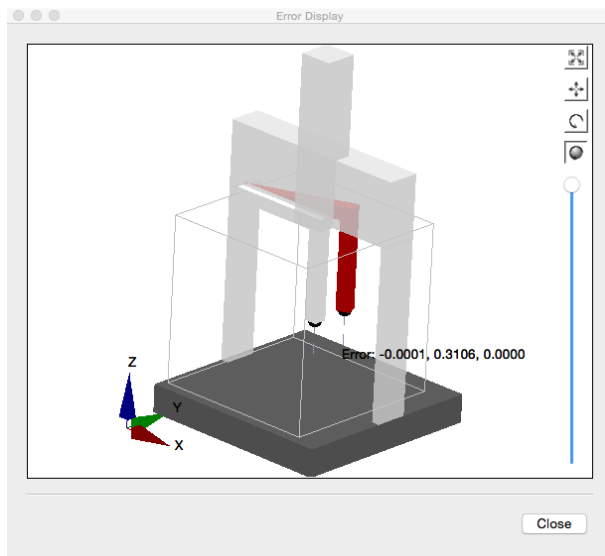 Error Display
Error: -0.0001, 0.3106, 0.0000
Z
Y
X
Close